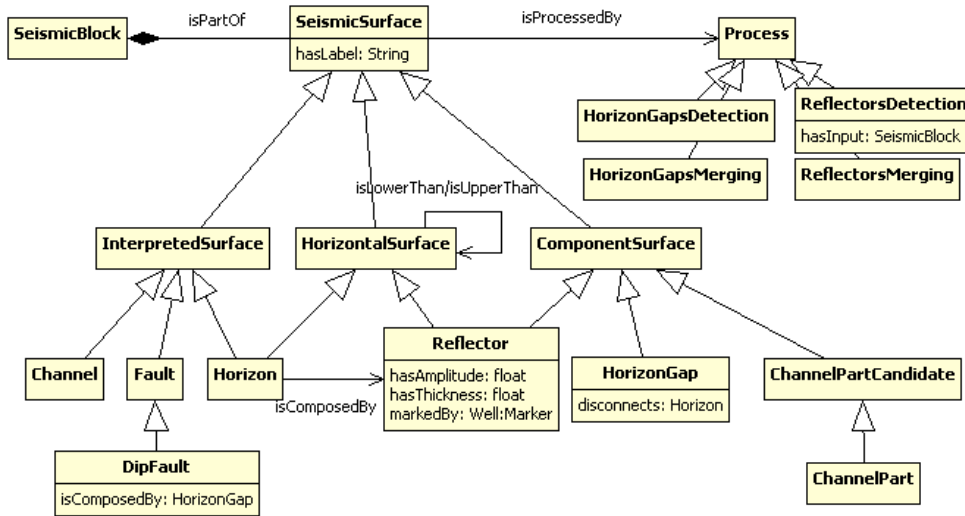 isPartOf
SeismicSurface
isProcessedBy
SeismicBlock
Process
hasLabel: String
HorizonGapsDetection
ReflectorsDetection
hasInput: SeismicBlock
HorizonGapsMerging
ReflectorsMerging
isLowerThan/isUpperThan
InterpretedSurface
HorizontalSurface
ComponentSurface
Channel
Fault
Horizon
isComposedBy
Reflector
hasAmplitude: float
hasThickness: float
markedBy: Well:Marker
HorizonGap
disconnects: Horizon
ChannelPartCandidate
DipFault
isComposedBy: HorizonGap
ChannelPart